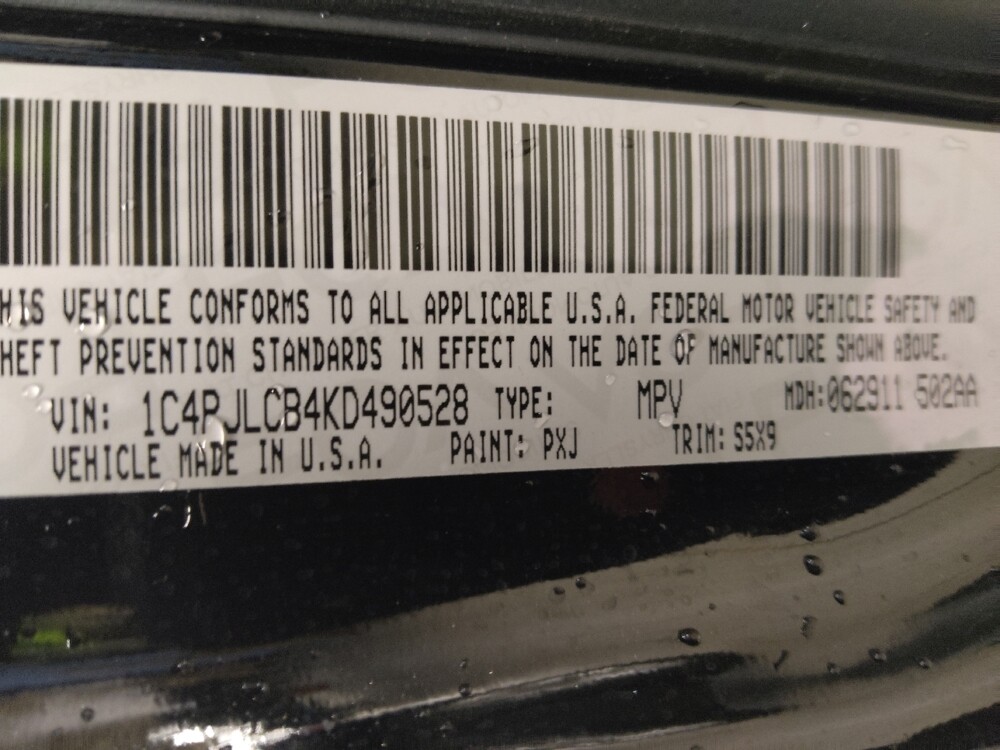 HIS VEHICLE CONFORMS TO ALL APPLICABLE U.S.A. FEDERAL MOTOR VEHICLE SAFETY AND
HEFT PREVENTION STANDARDS IN EFFECT ON THE DATE OF MANUFACTURE SHOWN ABOVE.
VIN: 1C4PJLCB4KD490528 TYPE: MPV MDH: 062911 502AA
VEHICLE MADE IN U.S.A. PAINT: PXJ TRIM: S5X9